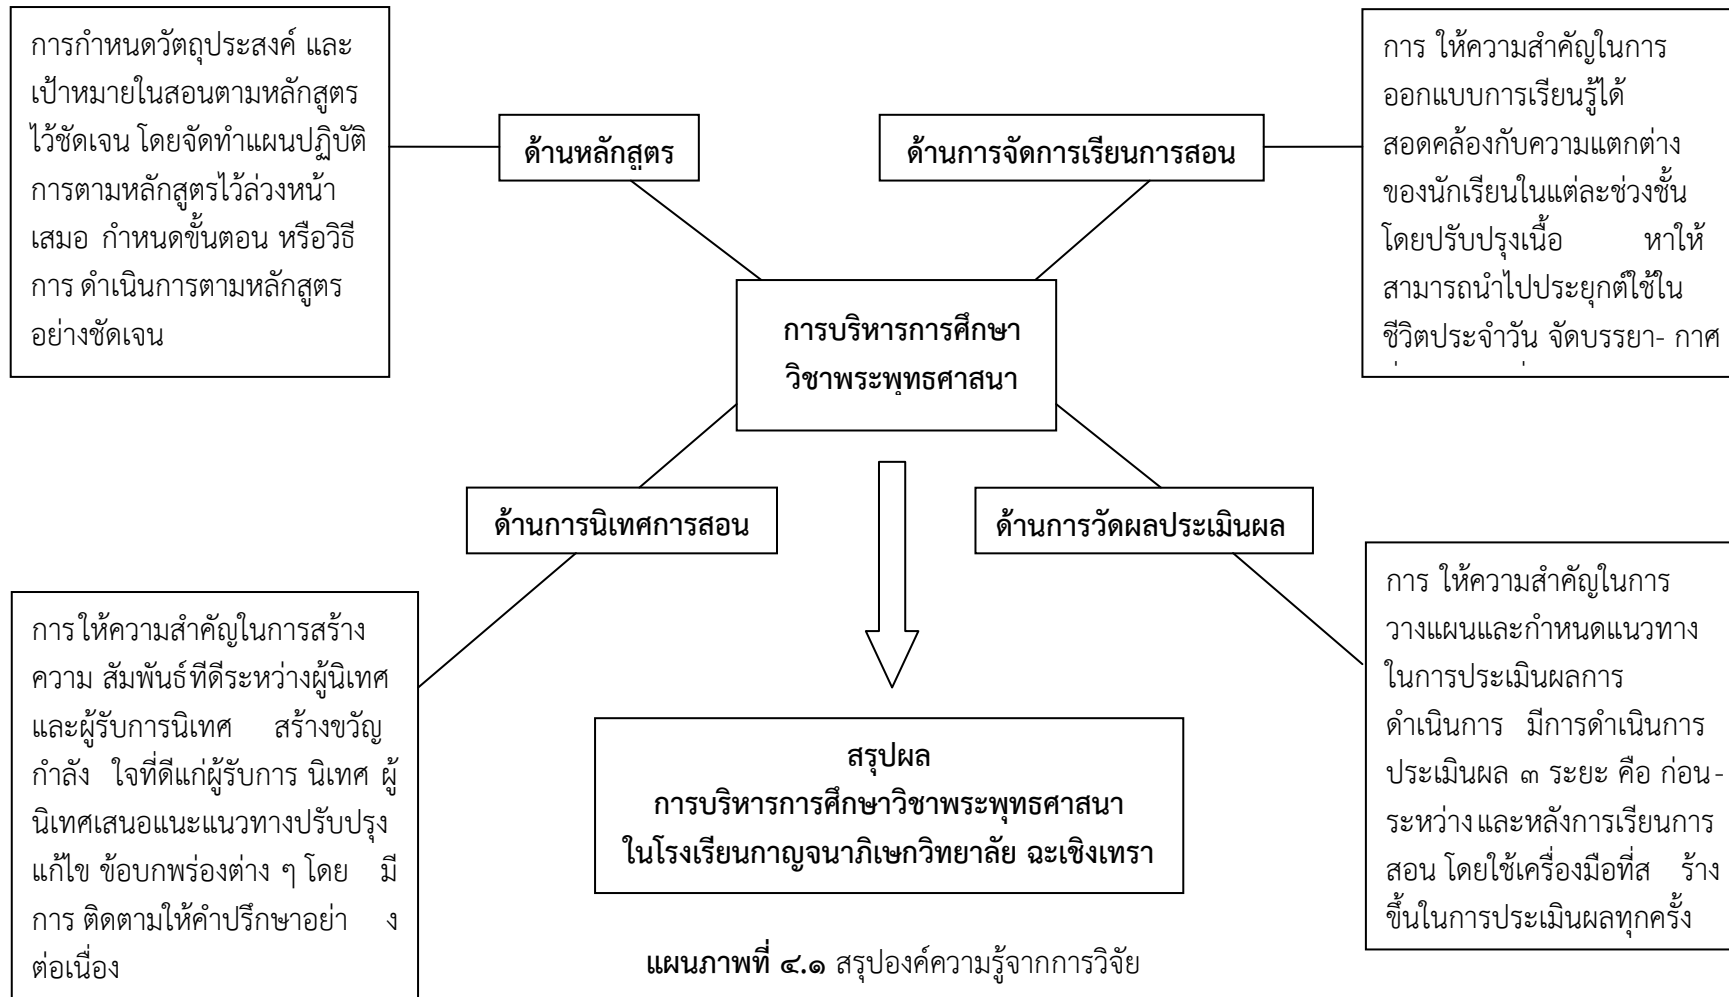 การกำหนดวัตถุประสงค์ และ
เป้าหมายในสอนตามหลักสูตร
ไว้ชัดเจน โดยจัดทำแผนปฏิบัติ
การตามหลักสูตรไว้ล่วงหน้า
เสมอ กำหนดขั้นตอน หรือวิธี
การ ดำเนินการตามหลักสูตร
อย่างชัดเจน
ด้านหลักสูตร
ด้านการจัดการเรียนการสอน
การ ให้ความสำคัญในการ
ออกแบบการเรียนรู้ได้
สอดคล้องกับความแตกต่าง
ของนักเรียนในแต่ละช่วงชั้น
โดยปรับปรุงเนื้อ หาให้
สามารถนำไปประยุกต์ใช้ใน
ชีวิตประจำวัน จัดบรรยา- กาศ
การบริหารการศึกษา
วิชาพระพุทธศาสนา
ด้านการนิเทศการสอน
ด้านการวัดผลประเมินผล
การให้ความสำคัญในการสร้าง
ความ สัมพันธ์ที่ดีระหว่างผู้นิเทศ
และผู้รับการนิเทศ สร้างขวัญ
กำลัง ใจที่ดีแก่ผู้รับการ นิเทศ ผู้
นิเทศเสนอแนะแนวทางปรับปรุง
แก้ไข ข้อบกพร่องต่าง ๆ โดย มี
การ ติดตามให้คำปรึกษาอย่า ง
ต่อเนื่อง
การ ให้ความสำคัญในการ
วางแผนและกำหนดแนวทาง
ในการประเมินผลการ
ดำเนินการ มีการดำเนินการ
ประเมินผล ๓ ระยะ คือ ก่อน-
ระหว่างและหลังการเรียนการ
สอน โดยใช้เครื่องมือที่ส ร้าง
ขึ้นในการประเมินผลทุกครั้ง
สรุปผล
การบริหารการศึกษาวิชาพระพุทธศาสนา
ในโรงเรียนกาญจนาภิเษกวิทยาลัย ฉะเชิงเทรา
แผนภาพที่ ๔.๑ สรุปองค์ความรู้จากการวิจัย